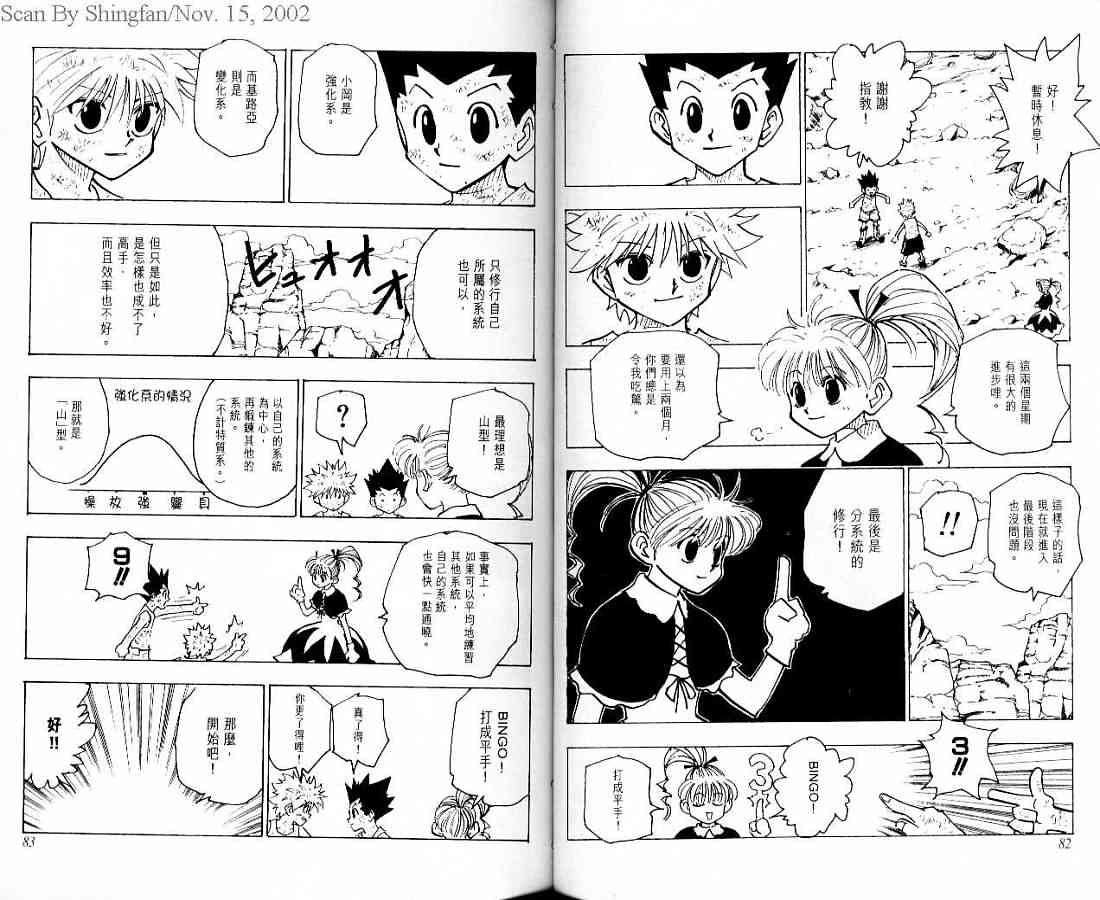 Scan By Shingfan/Nov. 15, 2002
好！
暫時休息！
謝謝
指敎！
這兩個星期
有很大的
進步哩。
還以為
要用上兩個月，
你們總是
令我吃驚。
這樣子的話，
現在就進入
最後階段
也沒問題。
!!
最後是
分系統的
修行！
3!!
BINGO—
3
打成平手！
82
小岡是
強化系。
而基路亞
則是
變化系。
只修行自己
所屬的系統
也可以，
ヒュオオオ
但只是如此，
是怎樣也成不了
高手，
而且效率也不好。
最理想是
山型！
？
以自己的系統
為中心，
再鍛鍊其他的
系統。
（不計特質系。）
強化系的情況
操 放 強 變 具
那就是
「山」型。
事實上，
如果可以平均地鍊習
其他系統，
自己的系統
也會快一點通曉。
9!!
BINGO！
打成平手！
真了得！
你更了得哩！
那麼，
開始吧！
好!!
83